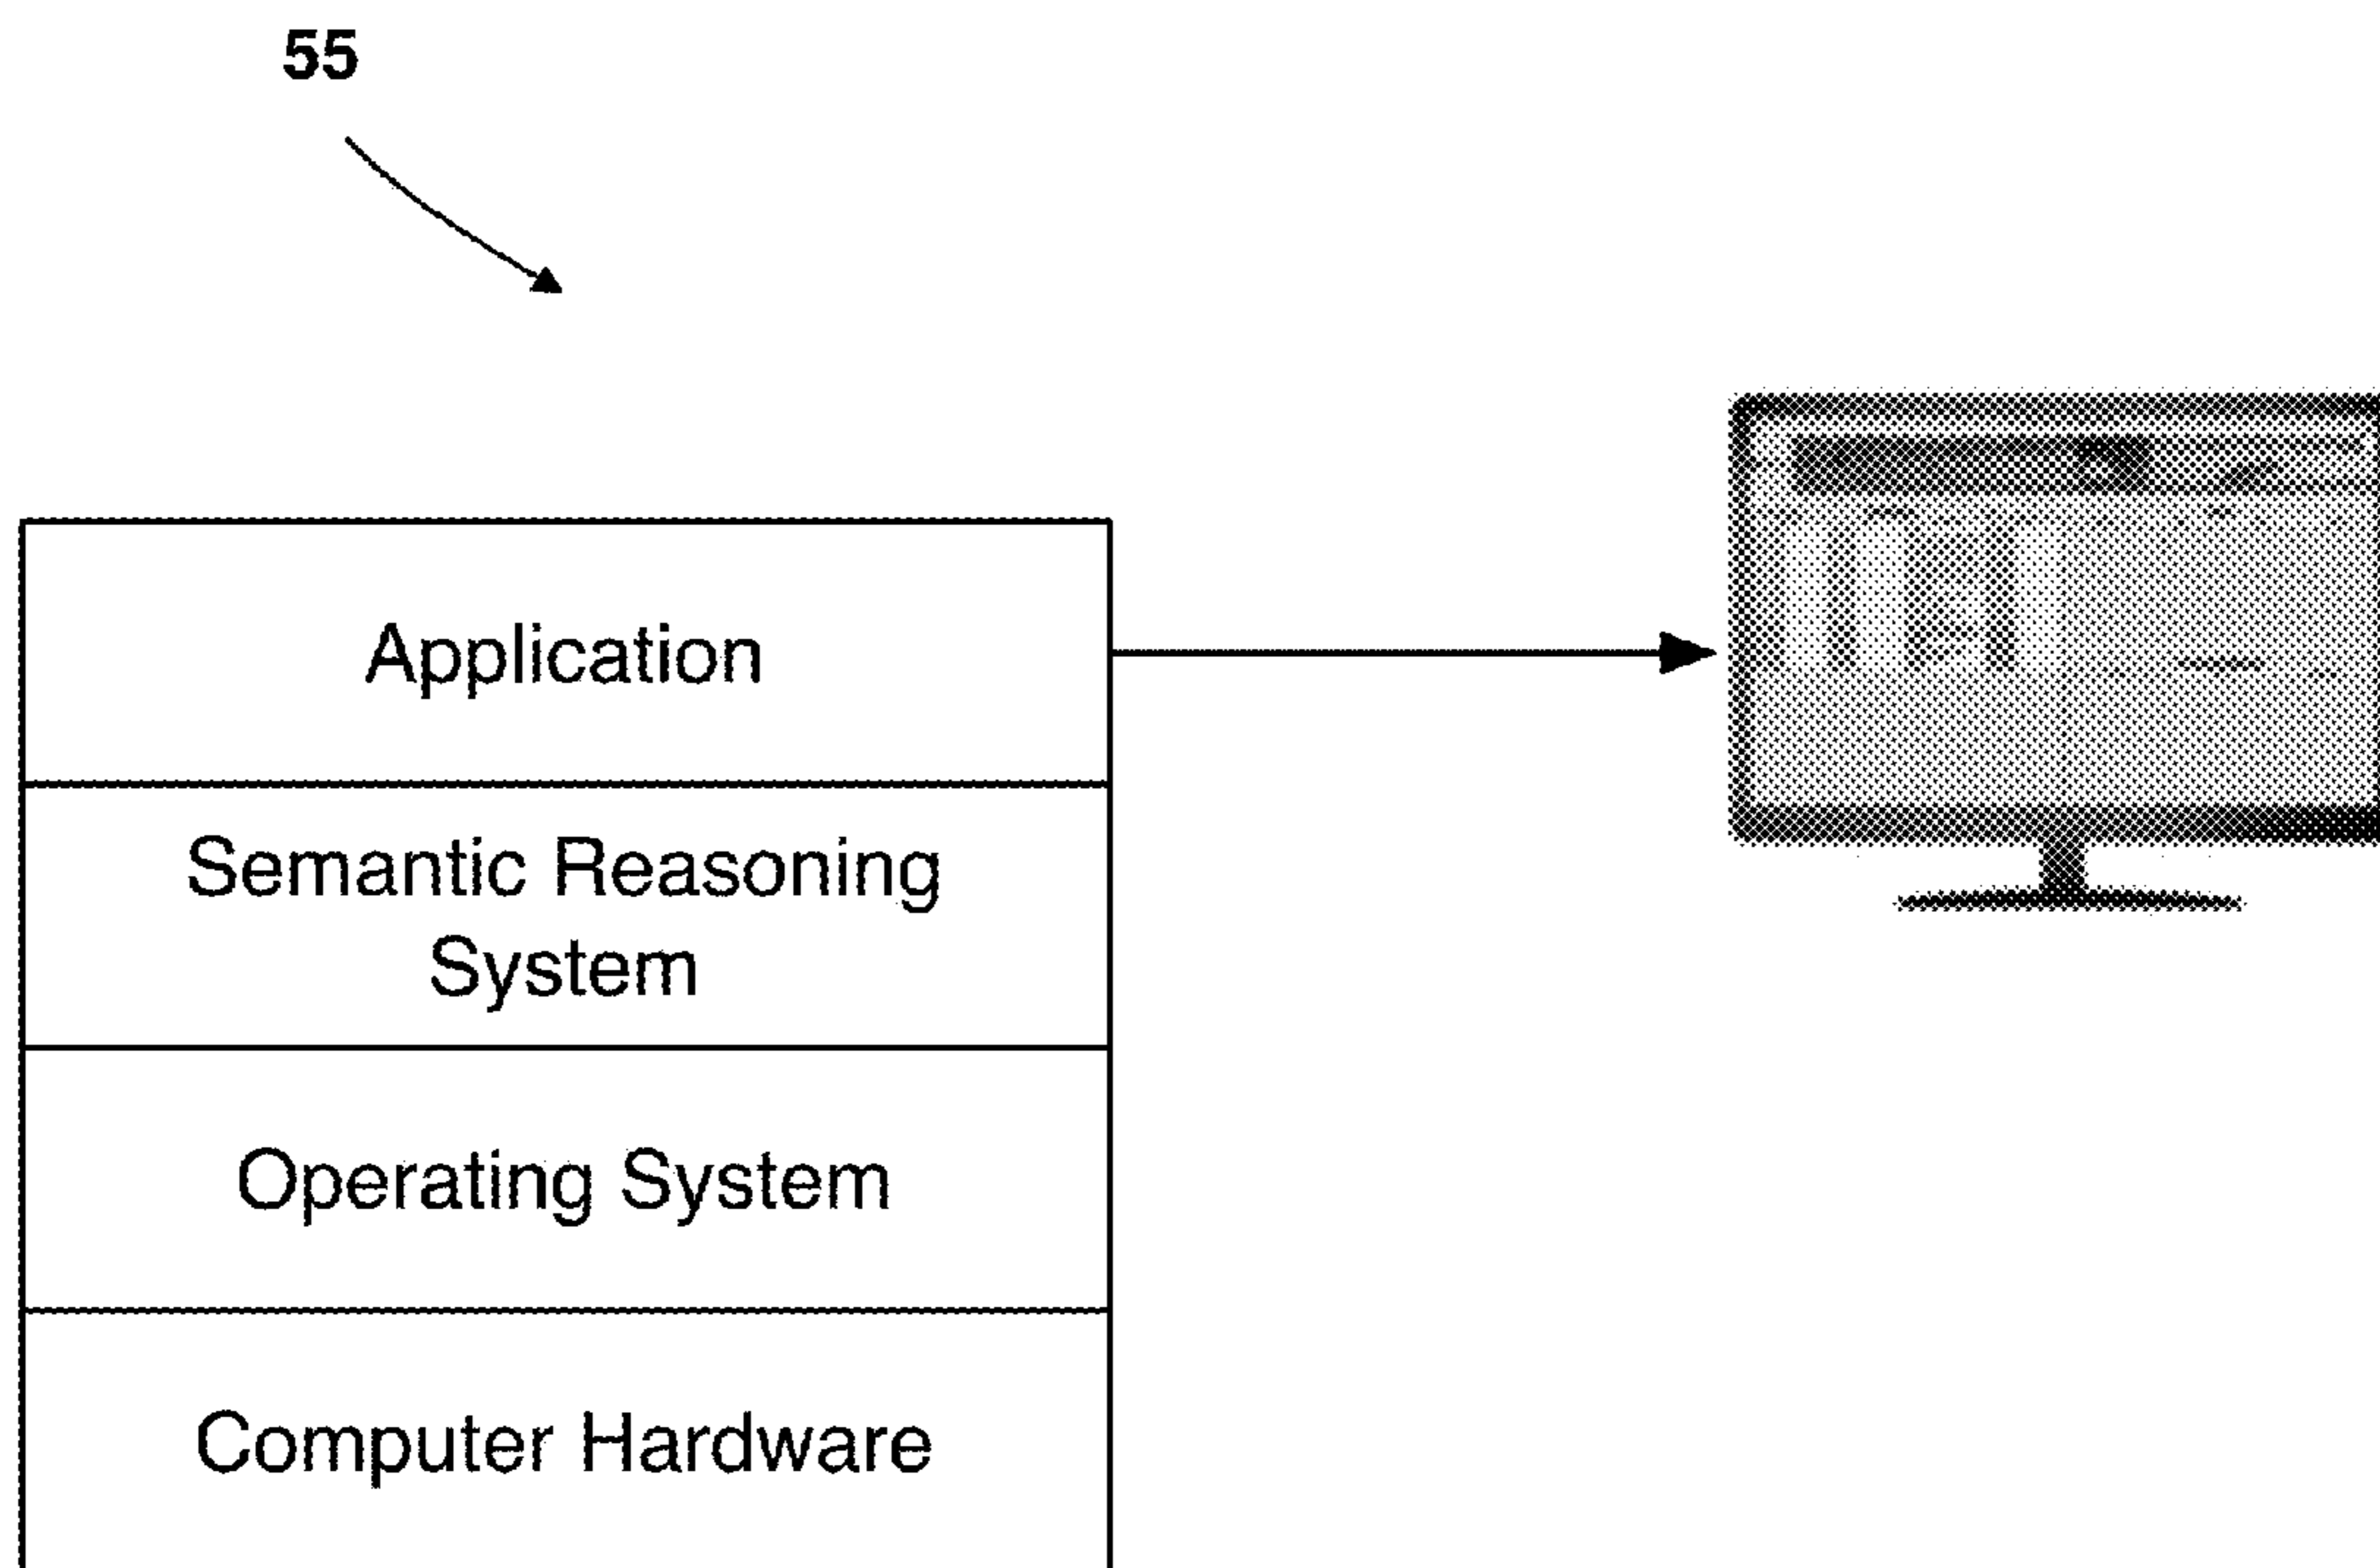 55
Application
Semantic Reasoning
System
Operating System
Computer Hardware